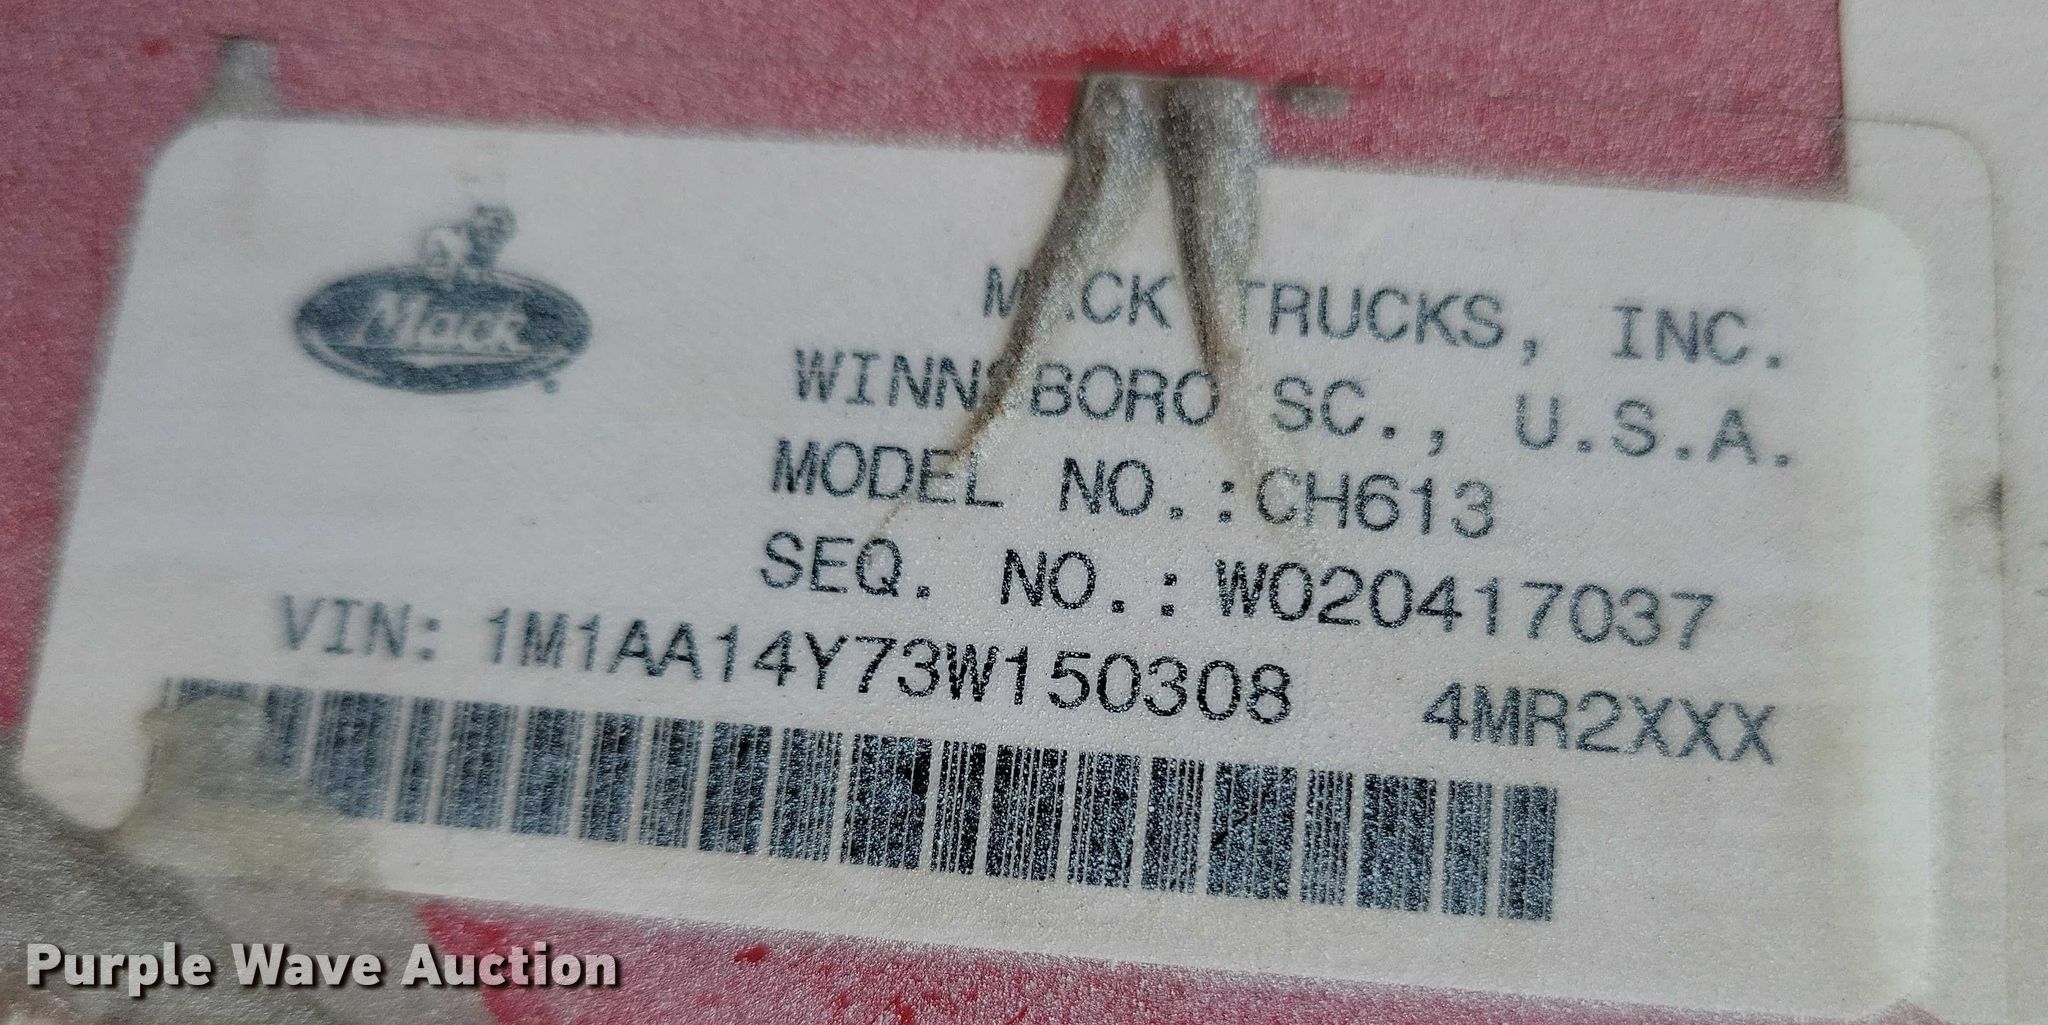 Mack
MACK TRUCKS, INC.
WINNSBORO SC., U.S.A.
MODEL NO.:CH613
SEQ. NO.: W020417037
VIN: 1M1AA14Y73W150308 4MR2XXX
Purple Wave Auction